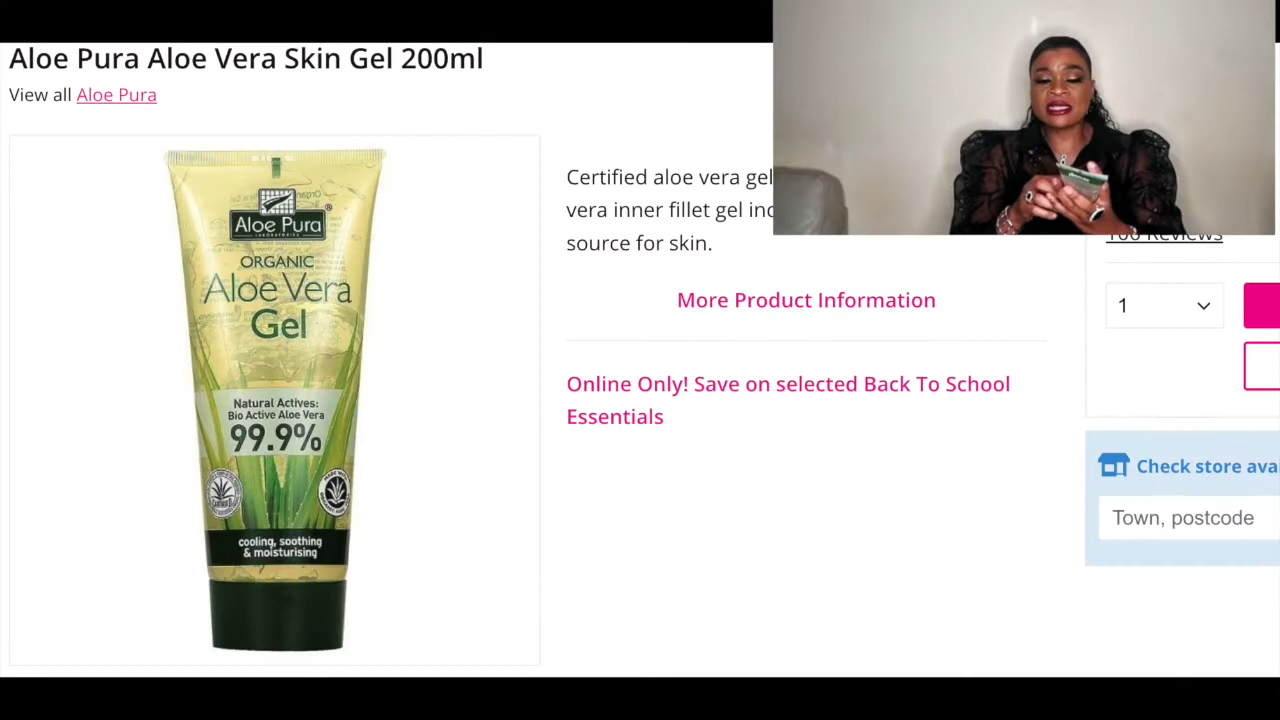 Aloe Pura Aloe Vera Skin Gel 200ml
View all Aloe Pura
Aloe Pura
LABORATORIES
ORGANIC
Aloe Vera
Gel
Natural Actives:
Bio Active Aloe Vera
99.9%
cooling, soothing
& moisturising
Certified aloe vera gel
vera inner fillet gel
source for skin.
More Product Information
Online Only! Save on selected Back To School
Essentials
Reviews
1
Check store
Town, postcode